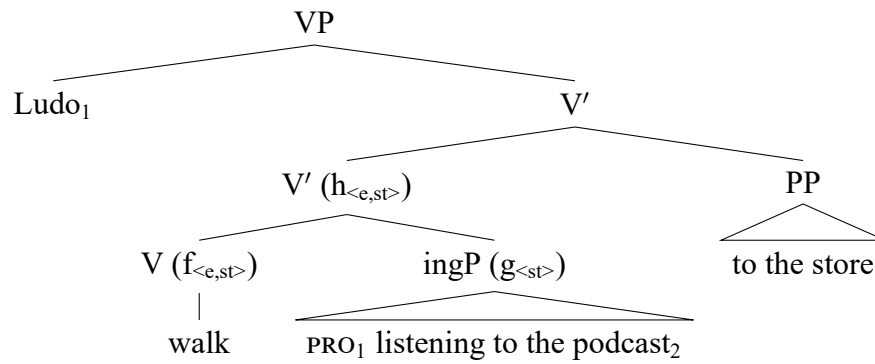 VP
Ludo₁ V′
V′ (h<e,st>) PP
V (f<e,st>) ingP (g<st>) to the store
walk PRO₁ listening to the podcast₂